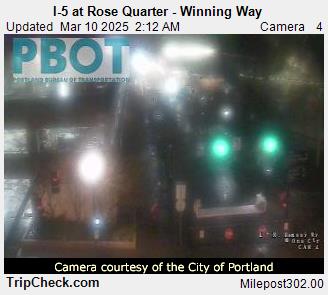 I-5 at Rose Quarter - Winning Way
Updated Mar 10 2025 2:12 AM Camera 4
PBOT
PORTLAND BUREAU OF TRANSPORTATION
Camera courtesy of the City of Portland
TripCheck.com Milepost302.00